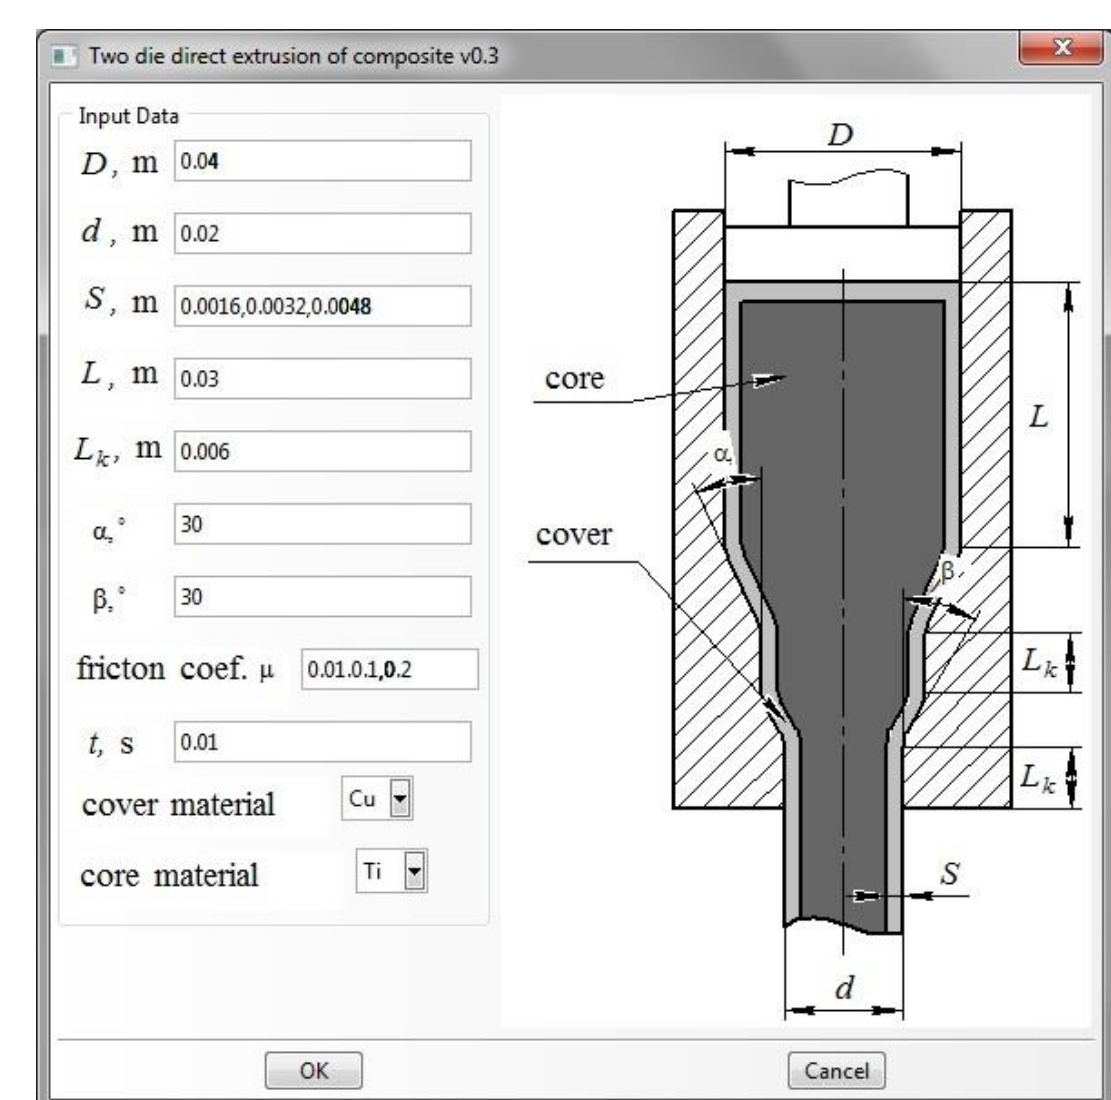 Two die direct extrusion of composite v0.3
Input Data
D, m 0.04
d, m 0.02
S, m 0.0016,0.0032,0.0048
L, m 0.03
Lk, m 0.006
α,° 30
β,° 30
fricton coef. μ 0.01.0.1,0.2
t, s 0.01
cover material Cu
core material Ti
D
core
L
α,
cover
β,
Lk
Lk
S
d
OK
Cancel